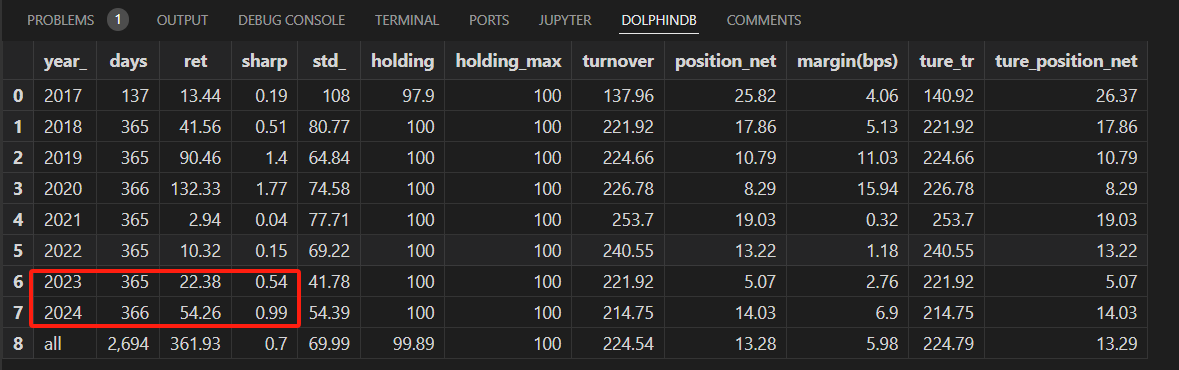 PROBLEMS 1 OUTPUT DEBUG CONSOLE TERMINAL PORTS JUPYTER DOLPHINDB COMMENTS
year_ days ret sharp std_ holding holding_max turnover position_net margin(bps) ture_tr ture_position_net
0 2017 137 13.44 0.19 108 97.9 100 137.96 25.82 4.06 140.92 26.37
1 2018 365 41.56 0.51 80.77 100 100 221.92 17.86 5.13 221.92 17.86
2 2019 365 90.46 1.4 64.84 100 100 224.66 10.79 11.03 224.66 10.79
3 2020 366 132.33 1.77 74.58 100 100 226.78 8.29 15.94 226.78 8.29
4 2021 365 2.94 0.04 77.71 100 100 253.7 19.03 0.32 253.7 19.03
5 2022 365 10.32 0.15 69.22 100 100 240.55 13.22 1.18 240.55 13.22
6 2023 365 22.38 0.54 41.78 100 100 221.92 5.07 2.76 221.92 5.07
7 2024 366 54.26 0.99 54.39 100 100 214.75 14.03 6.9 214.75 14.03
8 all 2,694 361.93 0.7 69.99 99.89 100 224.54 13.28 5.98 224.79 13.29